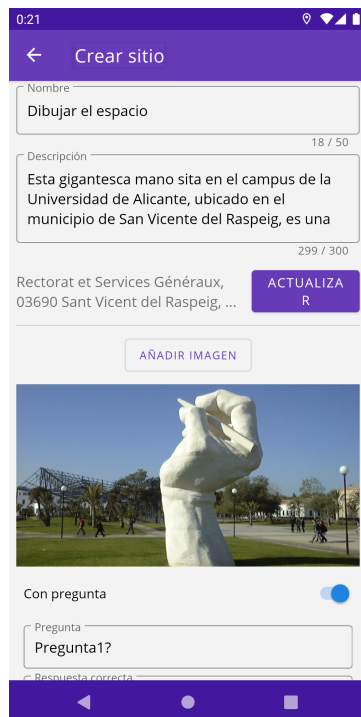 0:21
Crear sitio
Nombre
Dibujar el espacio
18 / 50
Descripción
Esta gigantesca mano sita en el campus de la
Universidad de Alicante, ubicado en el
municipio de San Vicente del Raspeig, es una
299 / 300
Rectorat et Services Généraux,
03690 Sant Vicent del Raspeig, ...
ACTUALIZA
R
AÑADIR IMAGEN
Con pregunta
Pregunta
Pregunta1?
Respuesta correcta